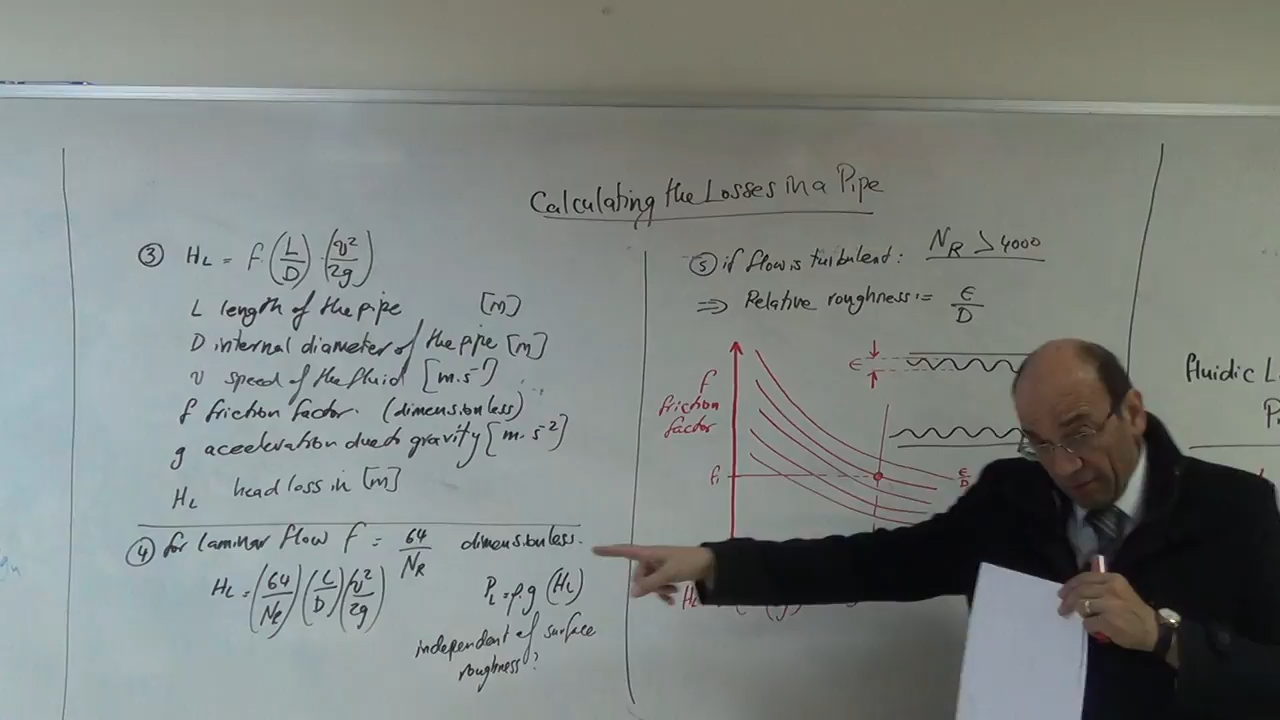 Calculating the Losses in a Pipe
③ HL = f (L/D) · (v²/2g)
L length of the pipe [m]
D internal diameter of the pipe [m]
v speed of the fluid [m.s⁻¹]
f friction factor. (dimensionless)
g acceleration due to gravity [m.s⁻²]
HL head loss in [m]
④ for laminar flow f = 64/NR dimensionless.
HL = (64/NR)(L/D)(v²/2g)
PL = ρ.g (HL)
independent of surface
roughness?
⑤ if flow is turbulent: NR > 4000
⇒ Relative roughness := ε/D
f
friction
factor
ε
f₁
ε/D
HL
fluidic